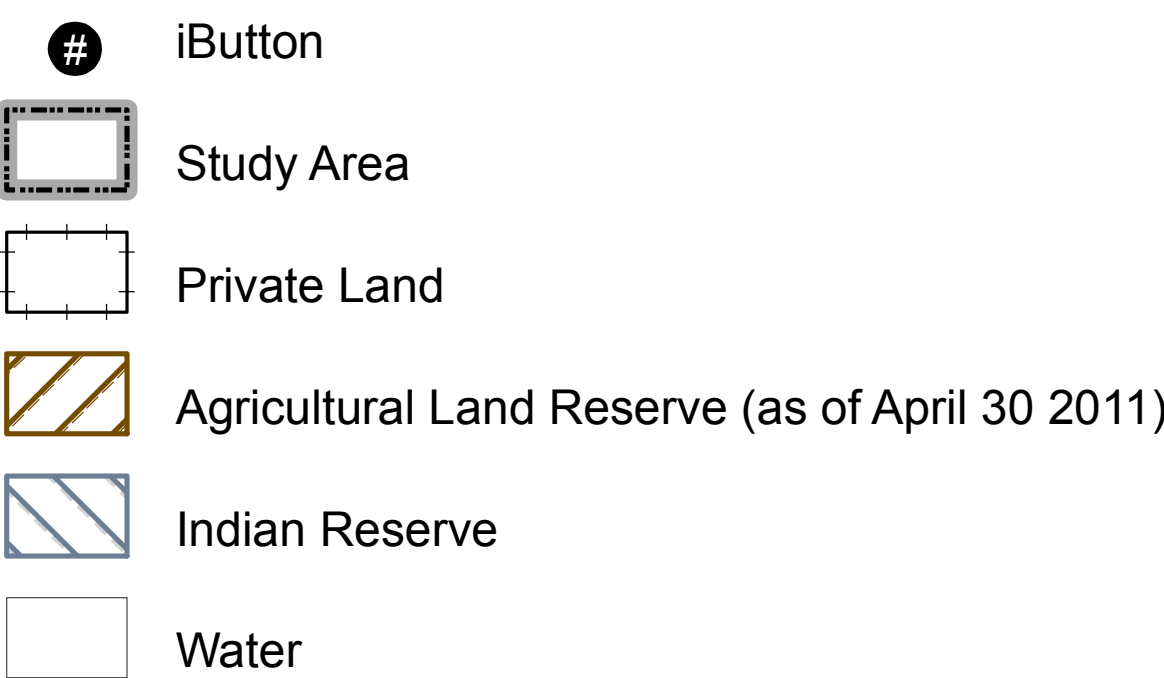 # iButton
Study Area
Private Land
Agricultural Land Reserve (as of April 30 2011)
Indian Reserve
Water